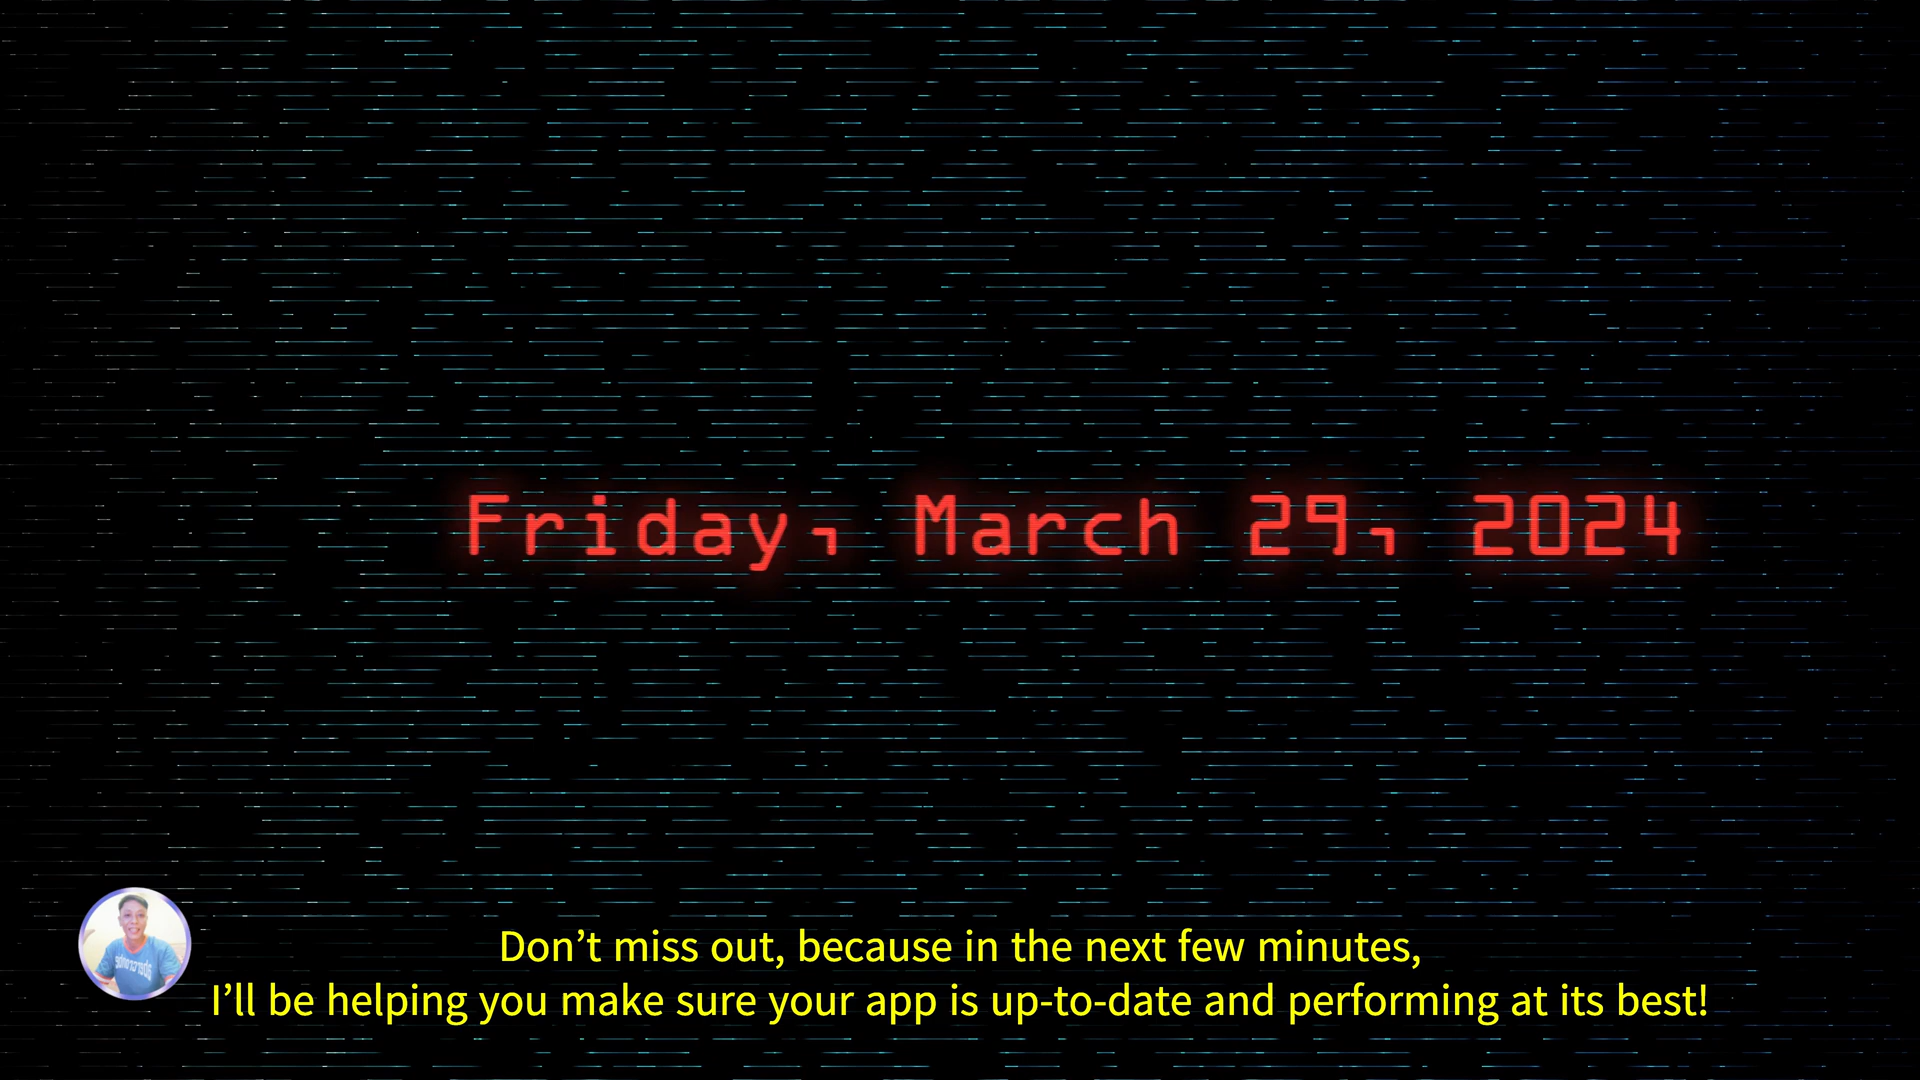 Friday, March 29, 2024
Don’t miss out, because in the next few minutes,
I’ll be helping you make sure your app is up-to-date and performing at its best!